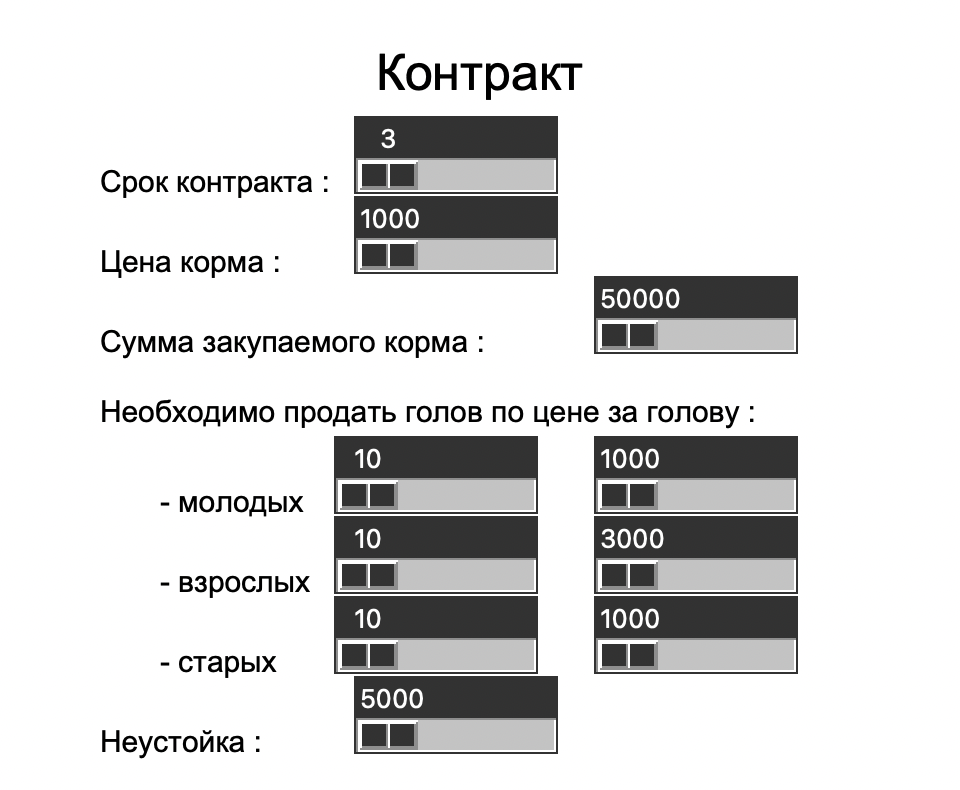 Контракт
3
Срок контракта :
1000
Цена корма :
50000
Сумма закупаемого корма :
Необходимо продать голов по цене за голову :
10 1000
- молодых
10 3000
- взрослых
10 1000
- старых
5000
Неустойка :